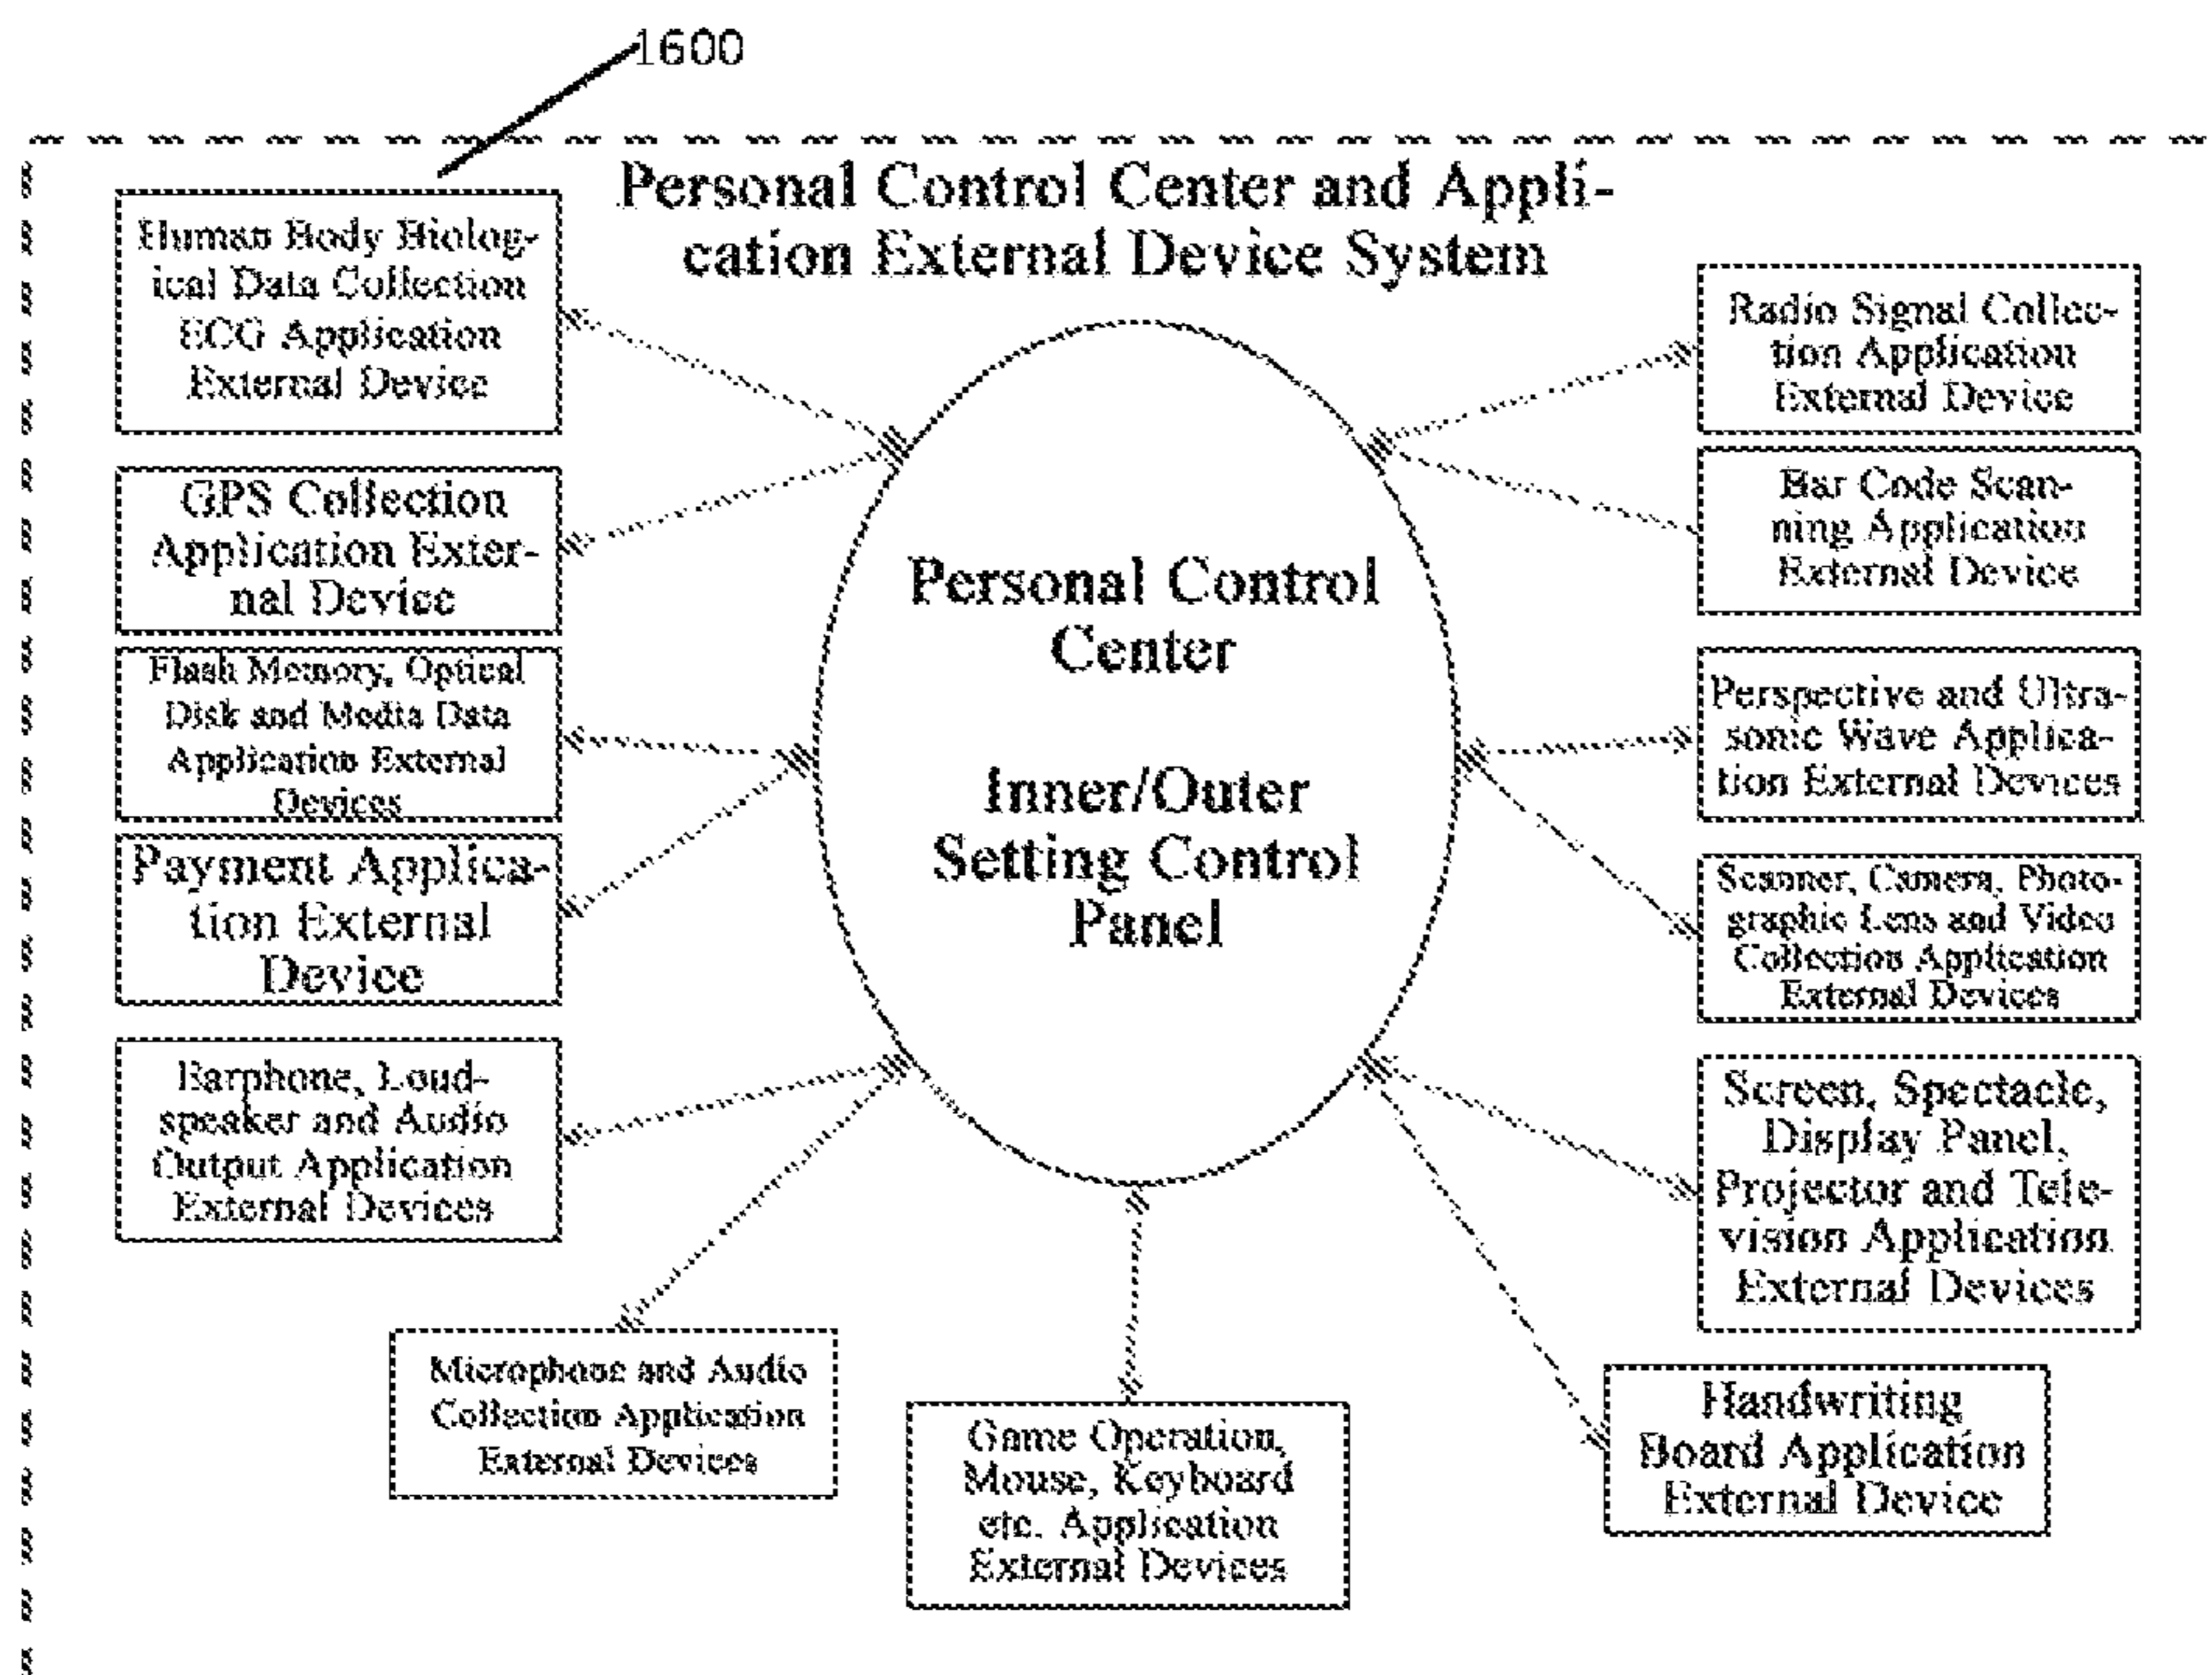 1600
Personal Control Center and Appli-
cation External Device System
Human Body Biolog-
ical Data Collection
ECG Application
External Device
GPS Collection
Application Exter-
nal Device
Flash Memory, Optical
Disk and Media Data
Application External
Devices
Payment Applica-
tion External
Device
Earphone, Loud-
speaker and Audio
Output Application
External Devices
Microphone and Audio
Collection Application
External Devices
Personal Control
Center
Inner/Outer
Setting Control
Panel
Game Operation,
Mouse, Keyboard
etc. Application
External Devices
Radio Signal Collec-
tion Application
External Device
Bar Code Scan-
ning Application
External Device
Perspective and Ultra-
sonic Wave Applica-
tion External Devices
Scanner, Camera, Photo-
graphic Lens and Video
Collection Application
External Devices
Screen, Spectacle,
Display Panel,
Projector and Tele-
vision Application
External Devices
Handwriting
Board Application
External Device